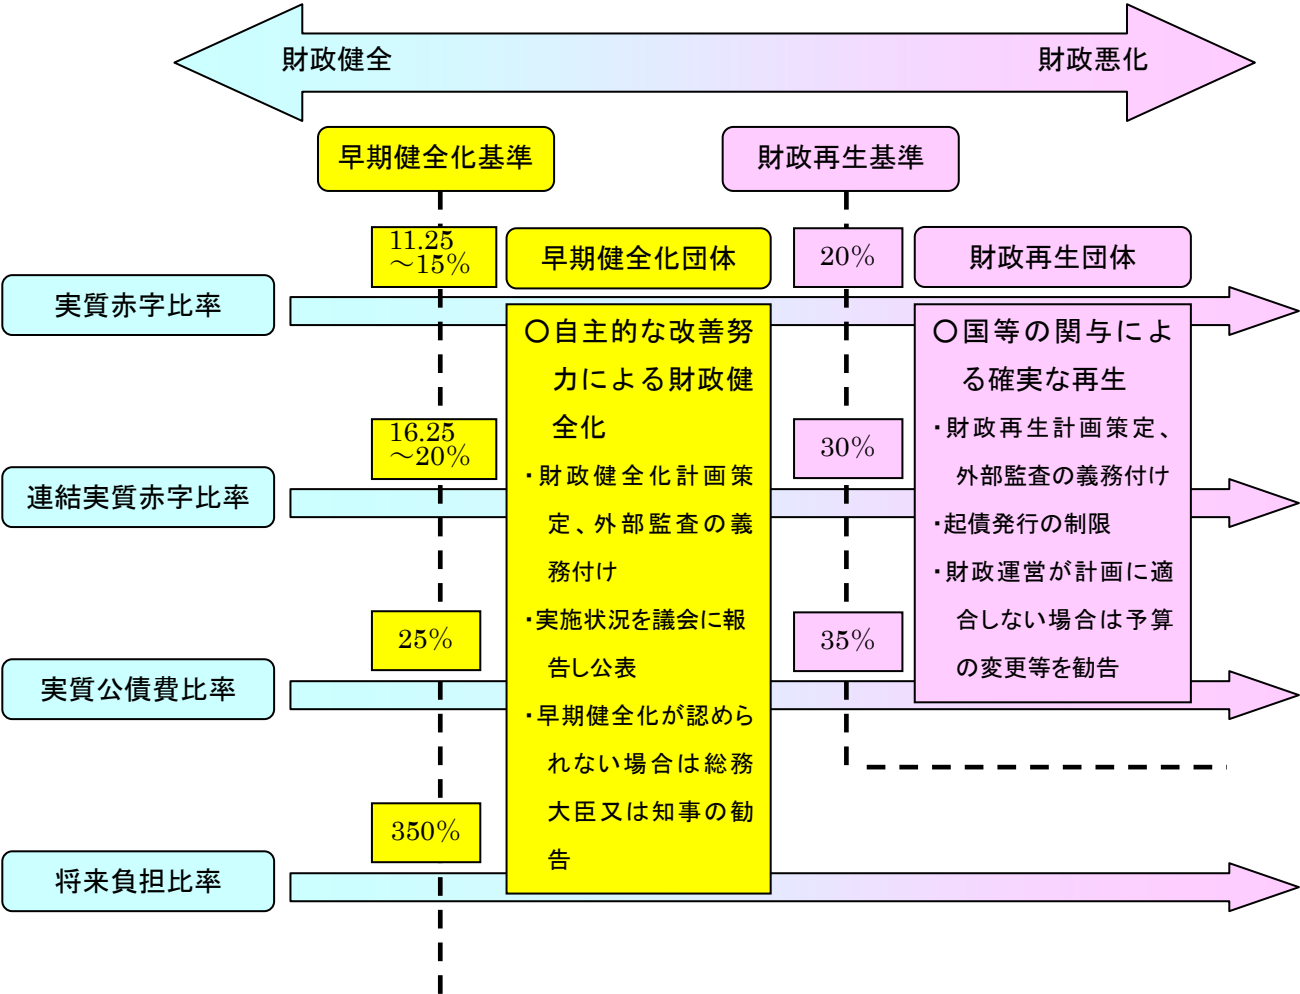 財政健全
財政悪化
早期健全化基準
財政再生基準
11.25
～15%
早期健全化団体
20%
財政再生団体
実質赤字比率
〇自主的な改善努
力による財政健
全化
・財政健全化計画策
定、外部監査の義
務付け
・実施状況を議会に報
告し公表
・早期健全化が認めら
れない場合は総務
大臣又は知事の勧
告
〇国等の関与によ
る確実な再生
・財政再生計画策定、
外部監査の義務付け
・起債発行の制限
・財政運営が計画に適
合しない場合は予算
の変更等を勧告
16.25
～20%
30%
連結実質赤字比率
25%
35%
実質公債費比率
350%
将来負担比率